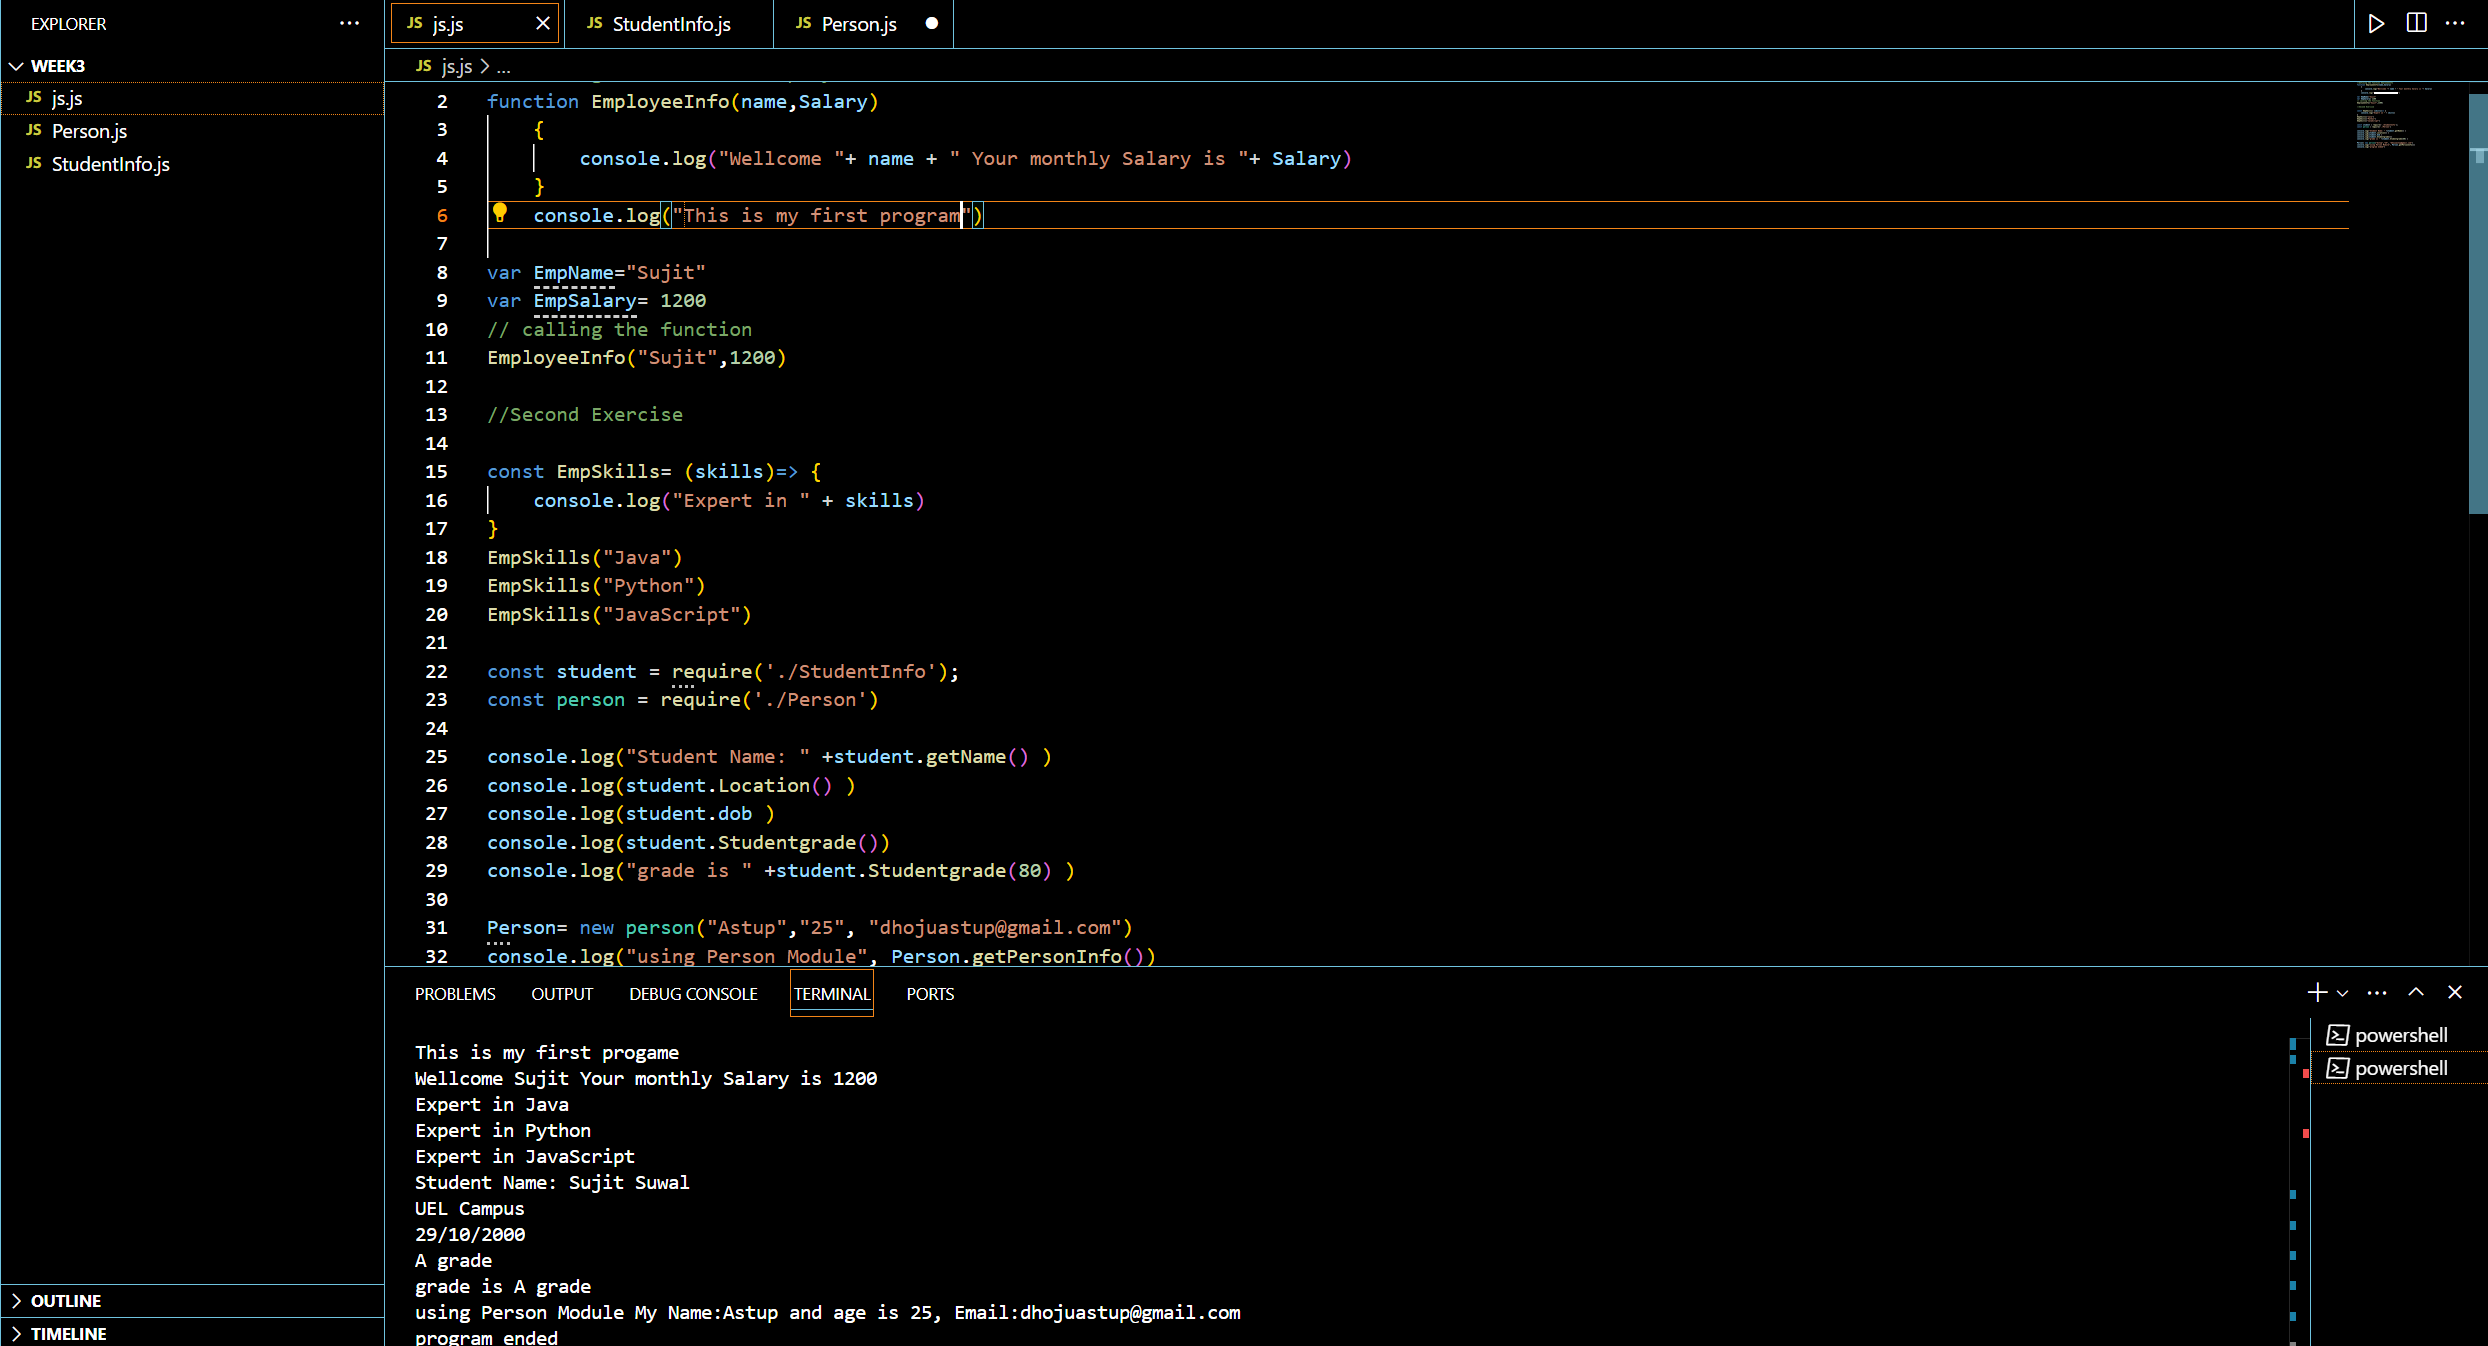 EXPLORER
WEEK3
JS js.js
JS Person.js
JS StudentInfo.js
OUTLINE
TIMELINE
JS js.js
JS StudentInfo.js
JS Person.js
JS js.js > ...
2 function EmployeeInfo(name,Salary)
3 {
4 console.log("Wellcome "+ name + " Your monthly Salary is "+ Salary)
5 }
6 console.log("This is my first program")
7
8 var EmpName="Sujit"
9 var EmpSalary= 1200
10 // calling the function
11 EmployeeInfo("Sujit",1200)
12
13 //Second Exercise
14
15 const EmpSkills= (skills)=> {
16 console.log("Expert in " + skills)
17 }
18 EmpSkills("Java")
19 EmpSkills("Python")
20 EmpSkills("JavaScript")
21
22 const student = require('./StudentInfo');
23 const person = require('./Person')
24
25 console.log("Student Name: " +student.getName() )
26 console.log(student.Location() )
27 console.log(student.dob )
28 console.log(student.Studentgrade())
29 console.log("grade is " +student.Studentgrade(80) )
30
31 Person= new person("Astup","25", "dhojuastup@gmail.com")
32 console.log("using Person Module", Person.getPersonInfo())
PROBLEMS OUTPUT DEBUG CONSOLE TERMINAL PORTS
This is my first progame
Wellcome Sujit Your monthly Salary is 1200
Expert in Java
Expert in Python
Expert in JavaScript
Student Name: Sujit Suwal
UEL Campus
29/10/2000
A grade
grade is A grade
using Person Module My Name:Astup and age is 25, Email:dhojuastup@gmail.com
program ended
powershell
powershell